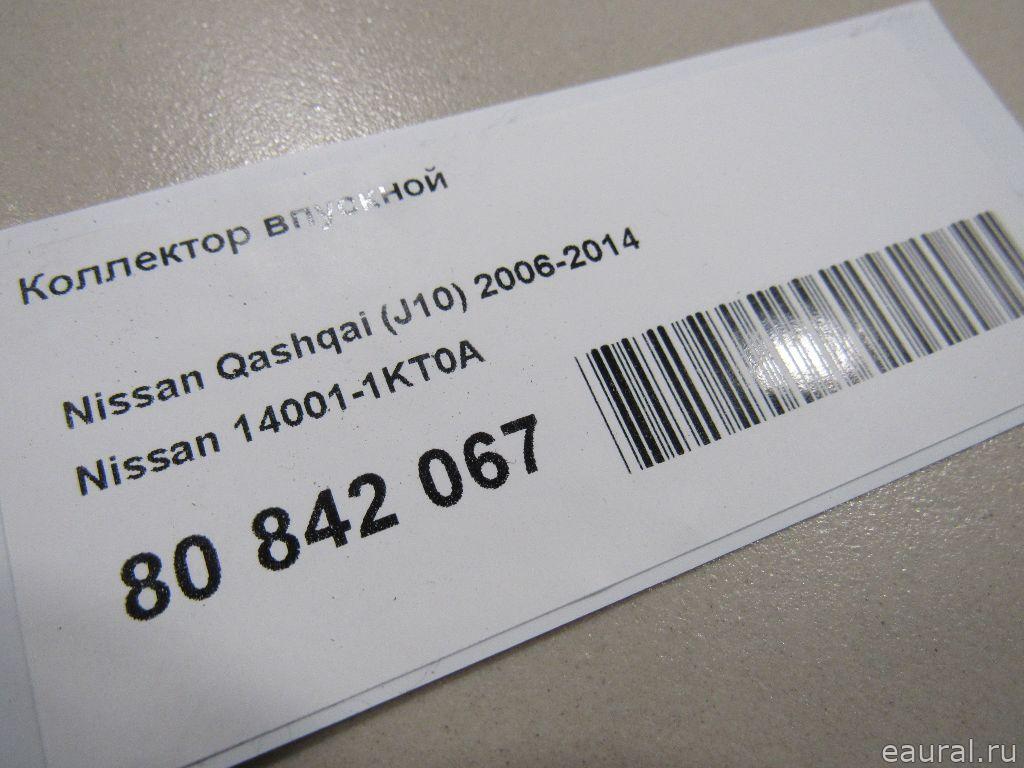 Коллектор впускной
Nissan Qashqai (J10) 2006-2014
Nissan 14001-1KT0A
80 842 067
eaural.ru